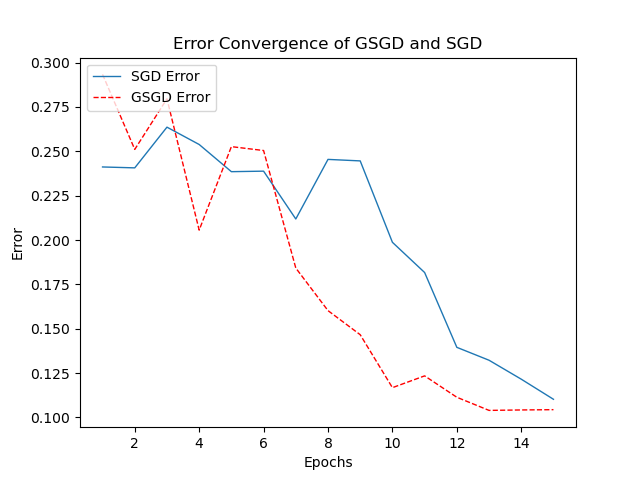 Error Convergence of GSGD and SGD
SGD Error
GSGD Error
0.300
0.275
0.250
0.225
0.200
0.175
0.150
0.125
0.100
Error
2 4 6 8 10 12 14
Epochs